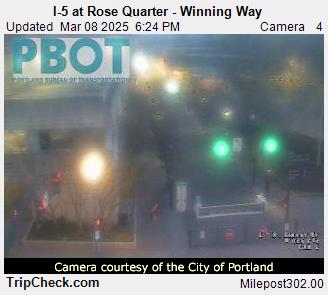 I-5 at Rose Quarter - Winning Way
Updated Mar 08 2025 6:24 PM Camera 4
PBOT
PORTLAND BUREAU OF TRANSPORTATION
Camera courtesy of the City of Portland
TripCheck.com Milepost302.00